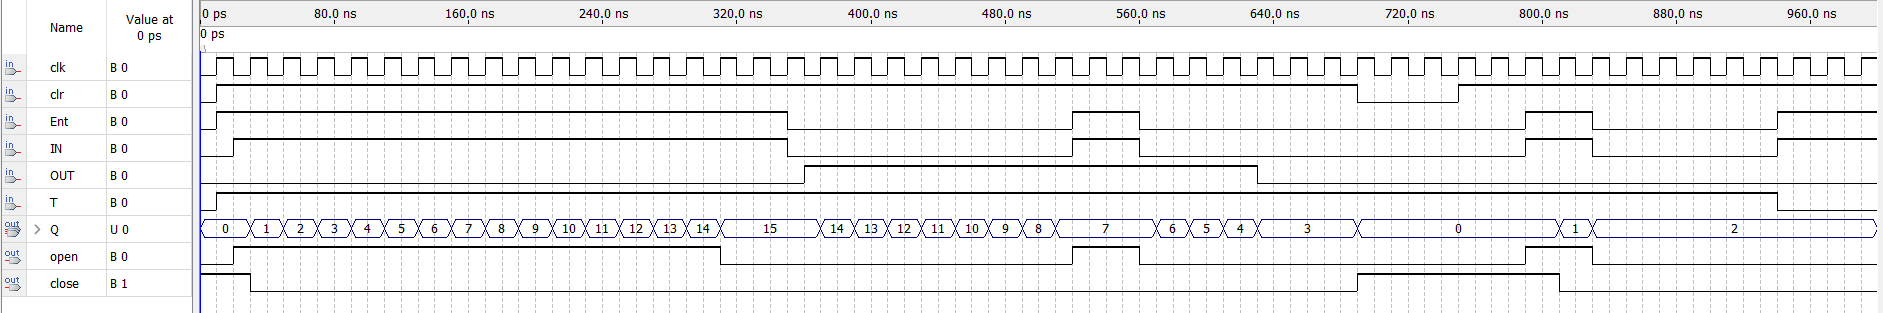 Name
Value at
0 ps
0 ps 80.0 ns 160.0 ns 240.0 ns 320.0 ns 400.0 ns 480.0 ns 560.0 ns 640.0 ns 720.0 ns 800.0 ns 880.0 ns 960.0 ns
0 ps
in clk B 0
in clr B 0
in Ent B 0
in IN B 0
in OUT B 0
in T B 0
out > Q U 0 0 1 2 3 4 5 6 7 8 9 10 11 12 13 14 15 14 13 12 11 10 9 8 7 6 5 4 3 0 1 2
out open B 0
out close B 1